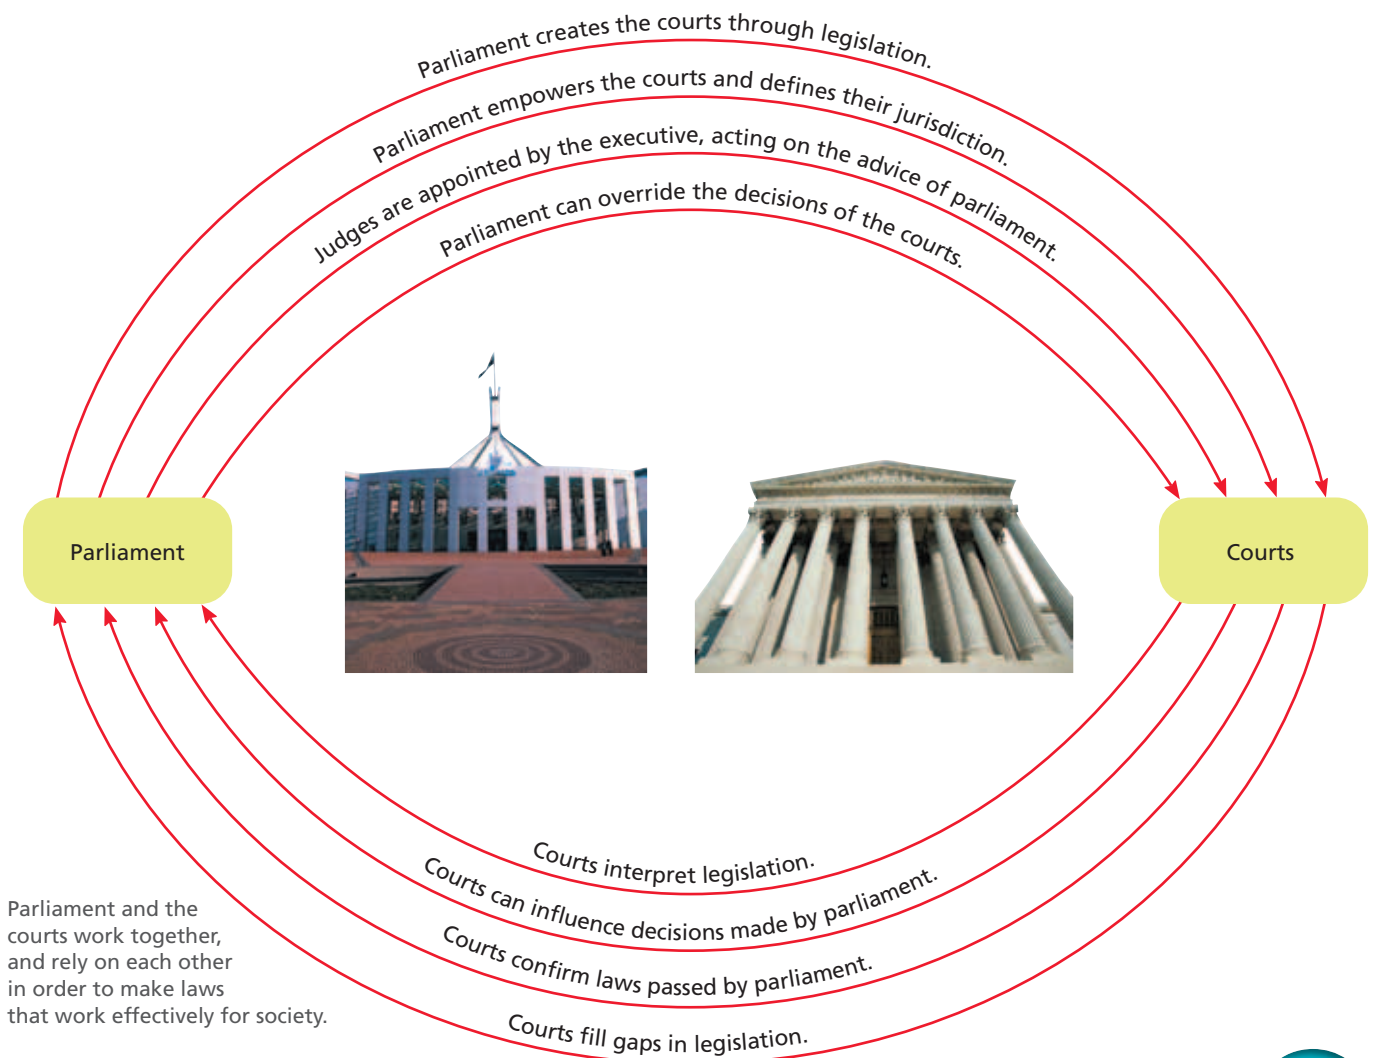 Parliament creates the courts through legislation.
Parliament empowers the courts and defines their jurisdiction.
Judges are appointed by the executive, acting on the advice of parliament.
Parliament can override the decisions of the courts.
Parliament
Courts
Courts interpret legislation.
Courts can influence decisions made by parliament.
Courts confirm laws passed by parliament.
Courts fill gaps in legislation.
Parliament and the
courts work together,
and rely on each other
in order to make laws
that work effectively for society.